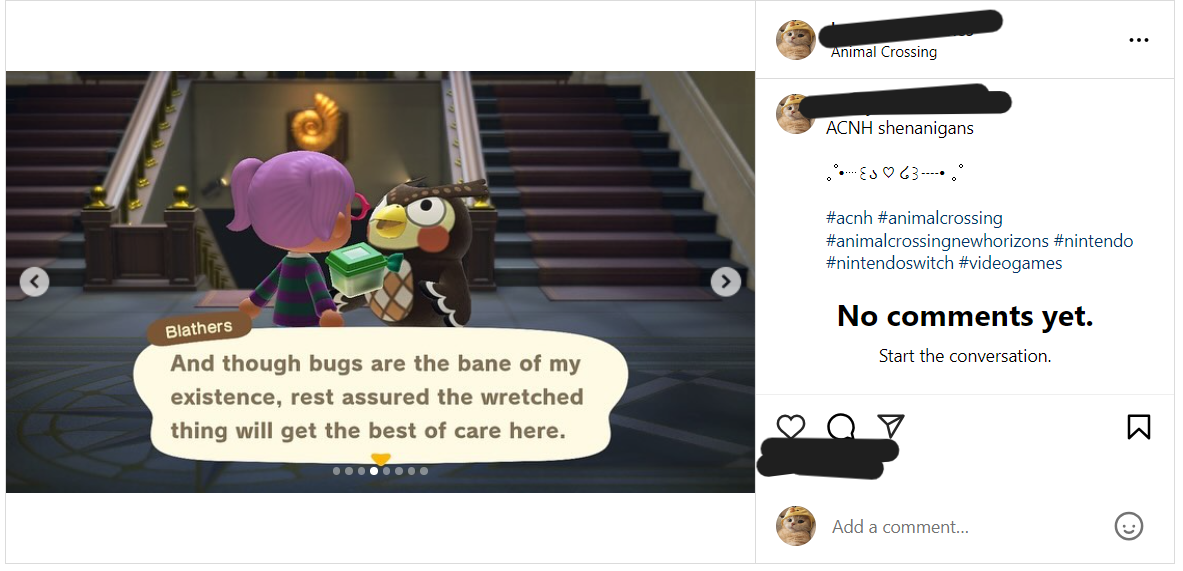 Animal Crossing
ACNH shenanigans
˳˚•┈꒰ა ♡ ໒꒱┈• ˳˚
#acnh #animalcrossing
#animalcrossingnewhorizons #nintendo
#nintendoswitch #videogames
No comments yet.
Start the conversation.
Add a comment...
Blathers
And though bugs are the bane of my
existence, rest assured the wretched
thing will get the best of care here.